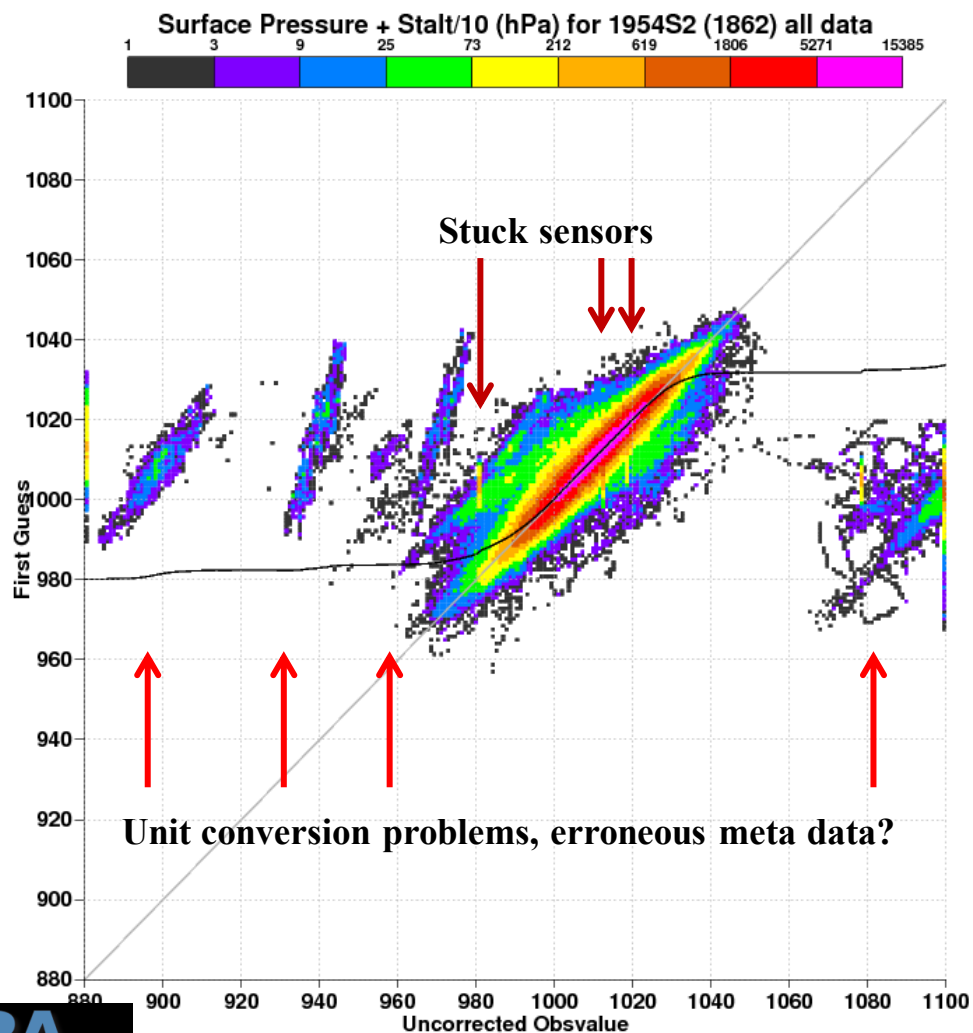 Surface Pressure + Stalt/10 (hPa) for 1954S2 (1862) all data
1 3 9 25 73 212 619 1806 5271 15385
1100
1080
1060
1040
1020
1000
980
960
940
920
900
880
First Guess
Stuck sensors
Unit conversion problems, erroneous meta data?
880 900 920 940 960 980 1000 1020 1040 1060 1080 1100
Uncorrected Obsvalue